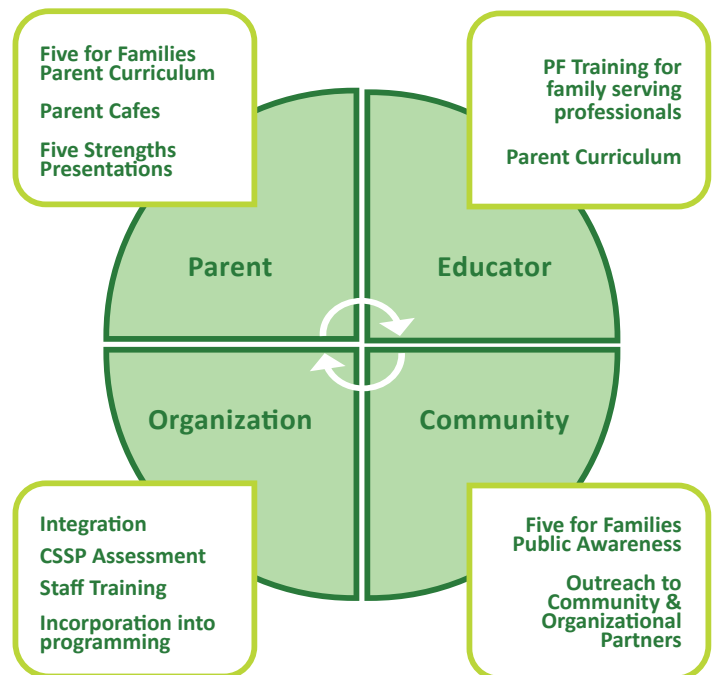 Five for Families
Parent Curriculum
Parent Cafes
Five Strengths
Presentations
PF Training for
family serving
professionals
Parent Curriculum
Parent
Educator
Organization
Community
Integration
CSSP Assessment
Staff Training
Incorporation into
programming
Five for Families
Public Awareness
Outreach to
Community &
Organizational
Partners